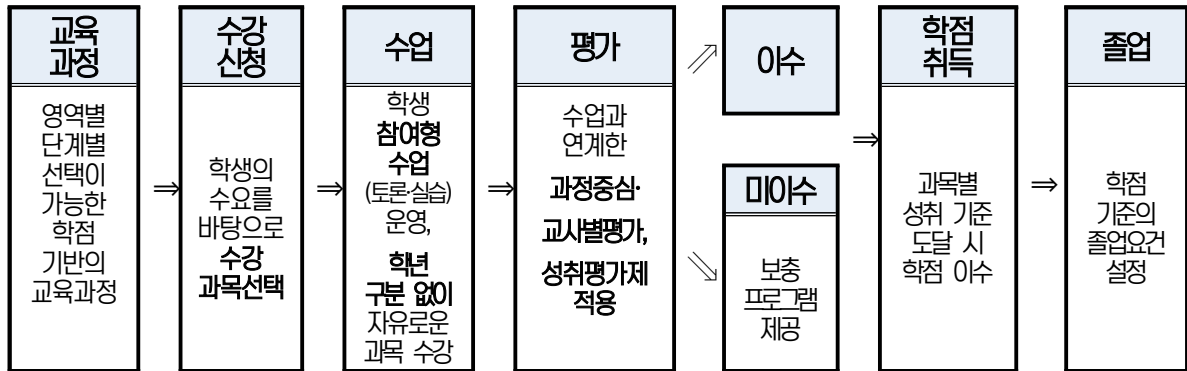 교육
과정
영역별
단계별
선택이
가능한
학점
기반의
교육과정
⇒
수강
신청
학생의
수요를
바탕으로
수강
과목선택
⇒
수업
학생
참여형
수업
(토론·실습)
운영,
학년
구분 없이
자유로운
과목 수강
⇒
평가
수업과
연계한
과정중심·
교사별평가,
성취평가제
적용
⇗
이수
⇘
미이수
보충
프로그램
제공
⇒
학점
취득
과목별
성취 기준
도달 시
학점 이수
⇒
졸업
학점
기준의
졸업요건
설정